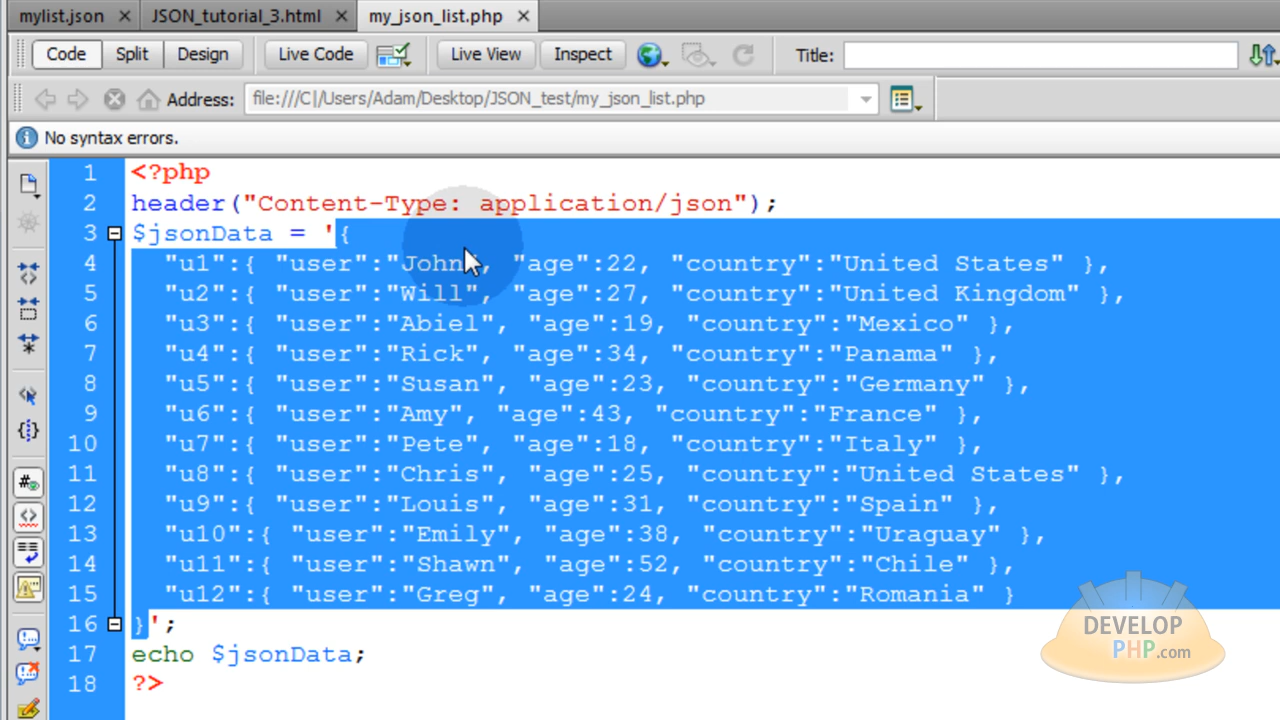 mylist.json × JSON_tutorial_3.html × my_json_list.php ×
Code Split Design Live Code Live View Inspect Title:
Address: file:///C|/Users/Adam/Desktop/JSON_test/my_json_list.php
No syntax errors.
1 <?php
2 header("Content-Type: application/json");
3 $jsonData = '{
4 "u1":{ "user":"John", "age":22, "country":"United States" },
5 "u2":{ "user":"Will", "age":27, "country":"United Kingdom" },
6 "u3":{ "user":"Abiel", "age":19, "country":"Mexico" },
7 "u4":{ "user":"Rick", "age":34, "country":"Panama" },
8 "u5":{ "user":"Susan", "age":23, "country":"Germany" },
9 "u6":{ "user":"Amy", "age":43, "country":"France" },
10 "u7":{ "user":"Pete", "age":18, "country":"Italy" },
11 "u8":{ "user":"Chris", "age":25, "country":"United States" },
12 "u9":{ "user":"Louis", "age":31, "country":"Spain" },
13 "u10":{ "user":"Emily", "age":38, "country":"Uraguay" },
14 "u11":{ "user":"Shawn", "age":52, "country":"Chile" },
15 "u12":{ "user":"Greg", "age":24, "country":"Romania" }
16 }';
17 echo $jsonData;
18 ?>
DEVELOP
PHP.com